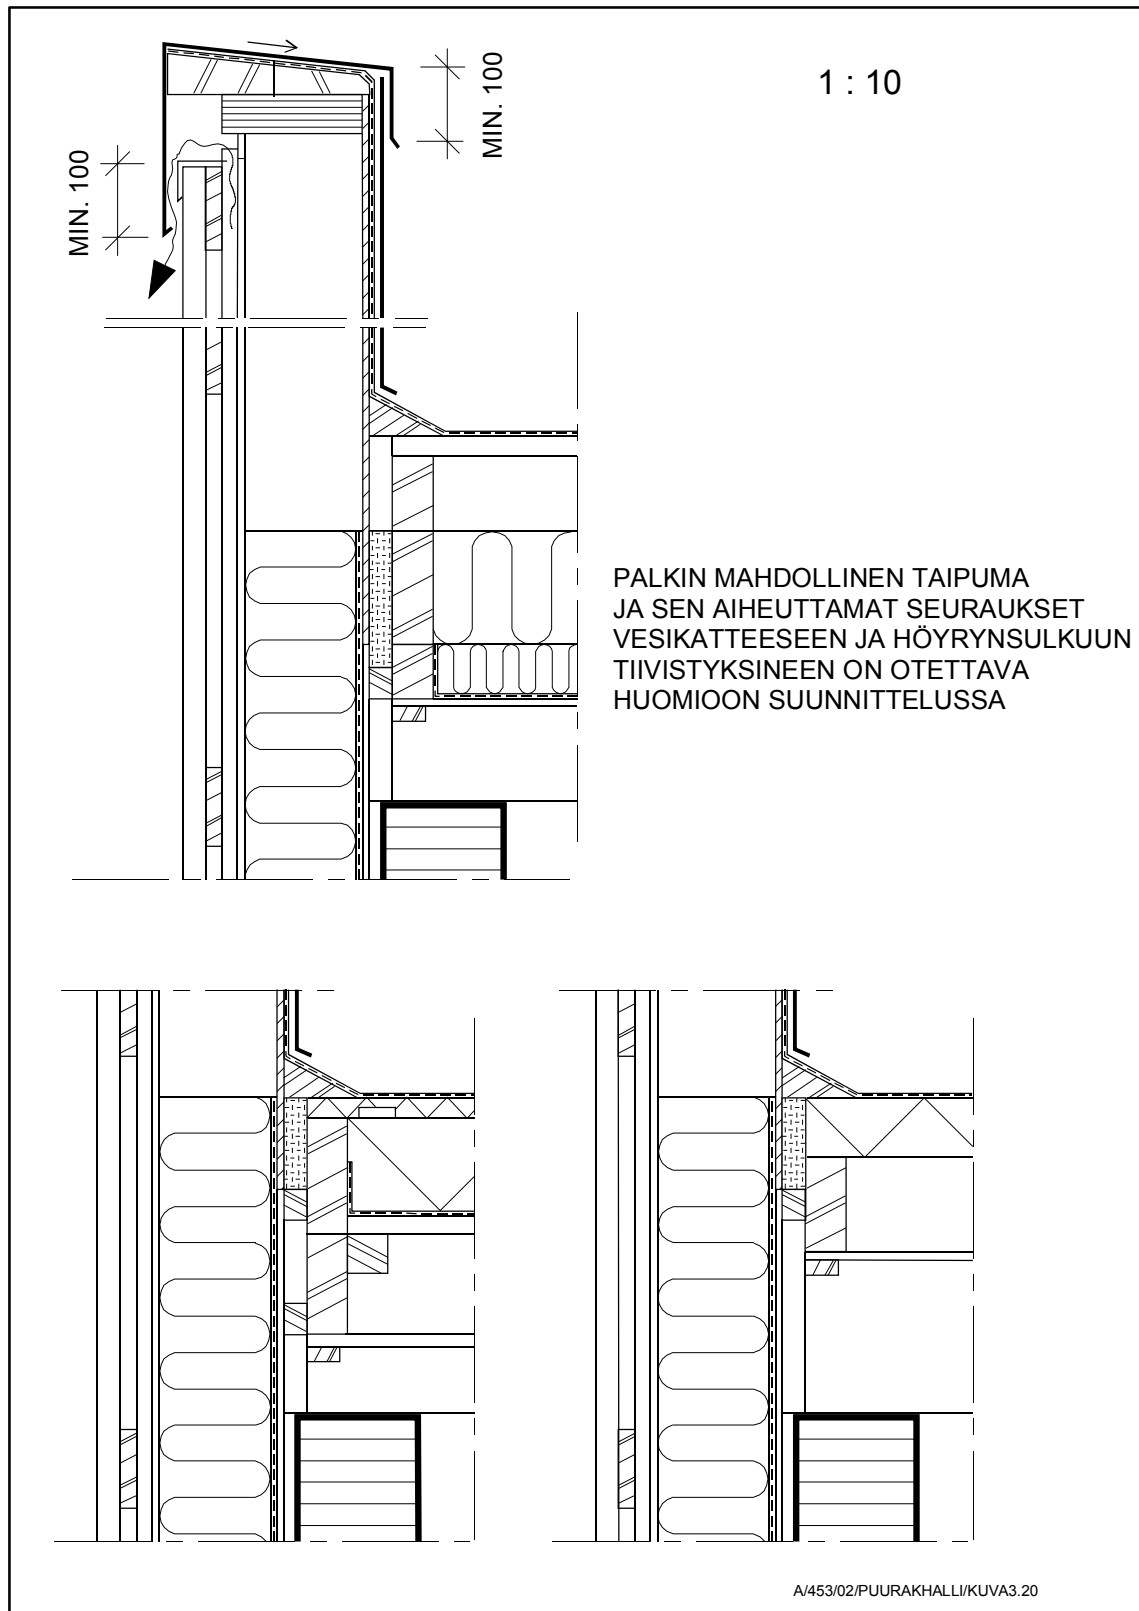 1 : 10
MIN. 100
MIN. 100
PALKIN MAHDOLLINEN TAIPUMA
JA SEN AIHEUTTAMAT SEURAUKSET
VESIKATTEESEEN JA HÖYRYNSULKUUN
TIIVISTYKSINEEN ON OTETTAVA
HUOMIOON SUUNNITTELUSSA
A/453/02/PUURAKHALLI/KUVA3.20